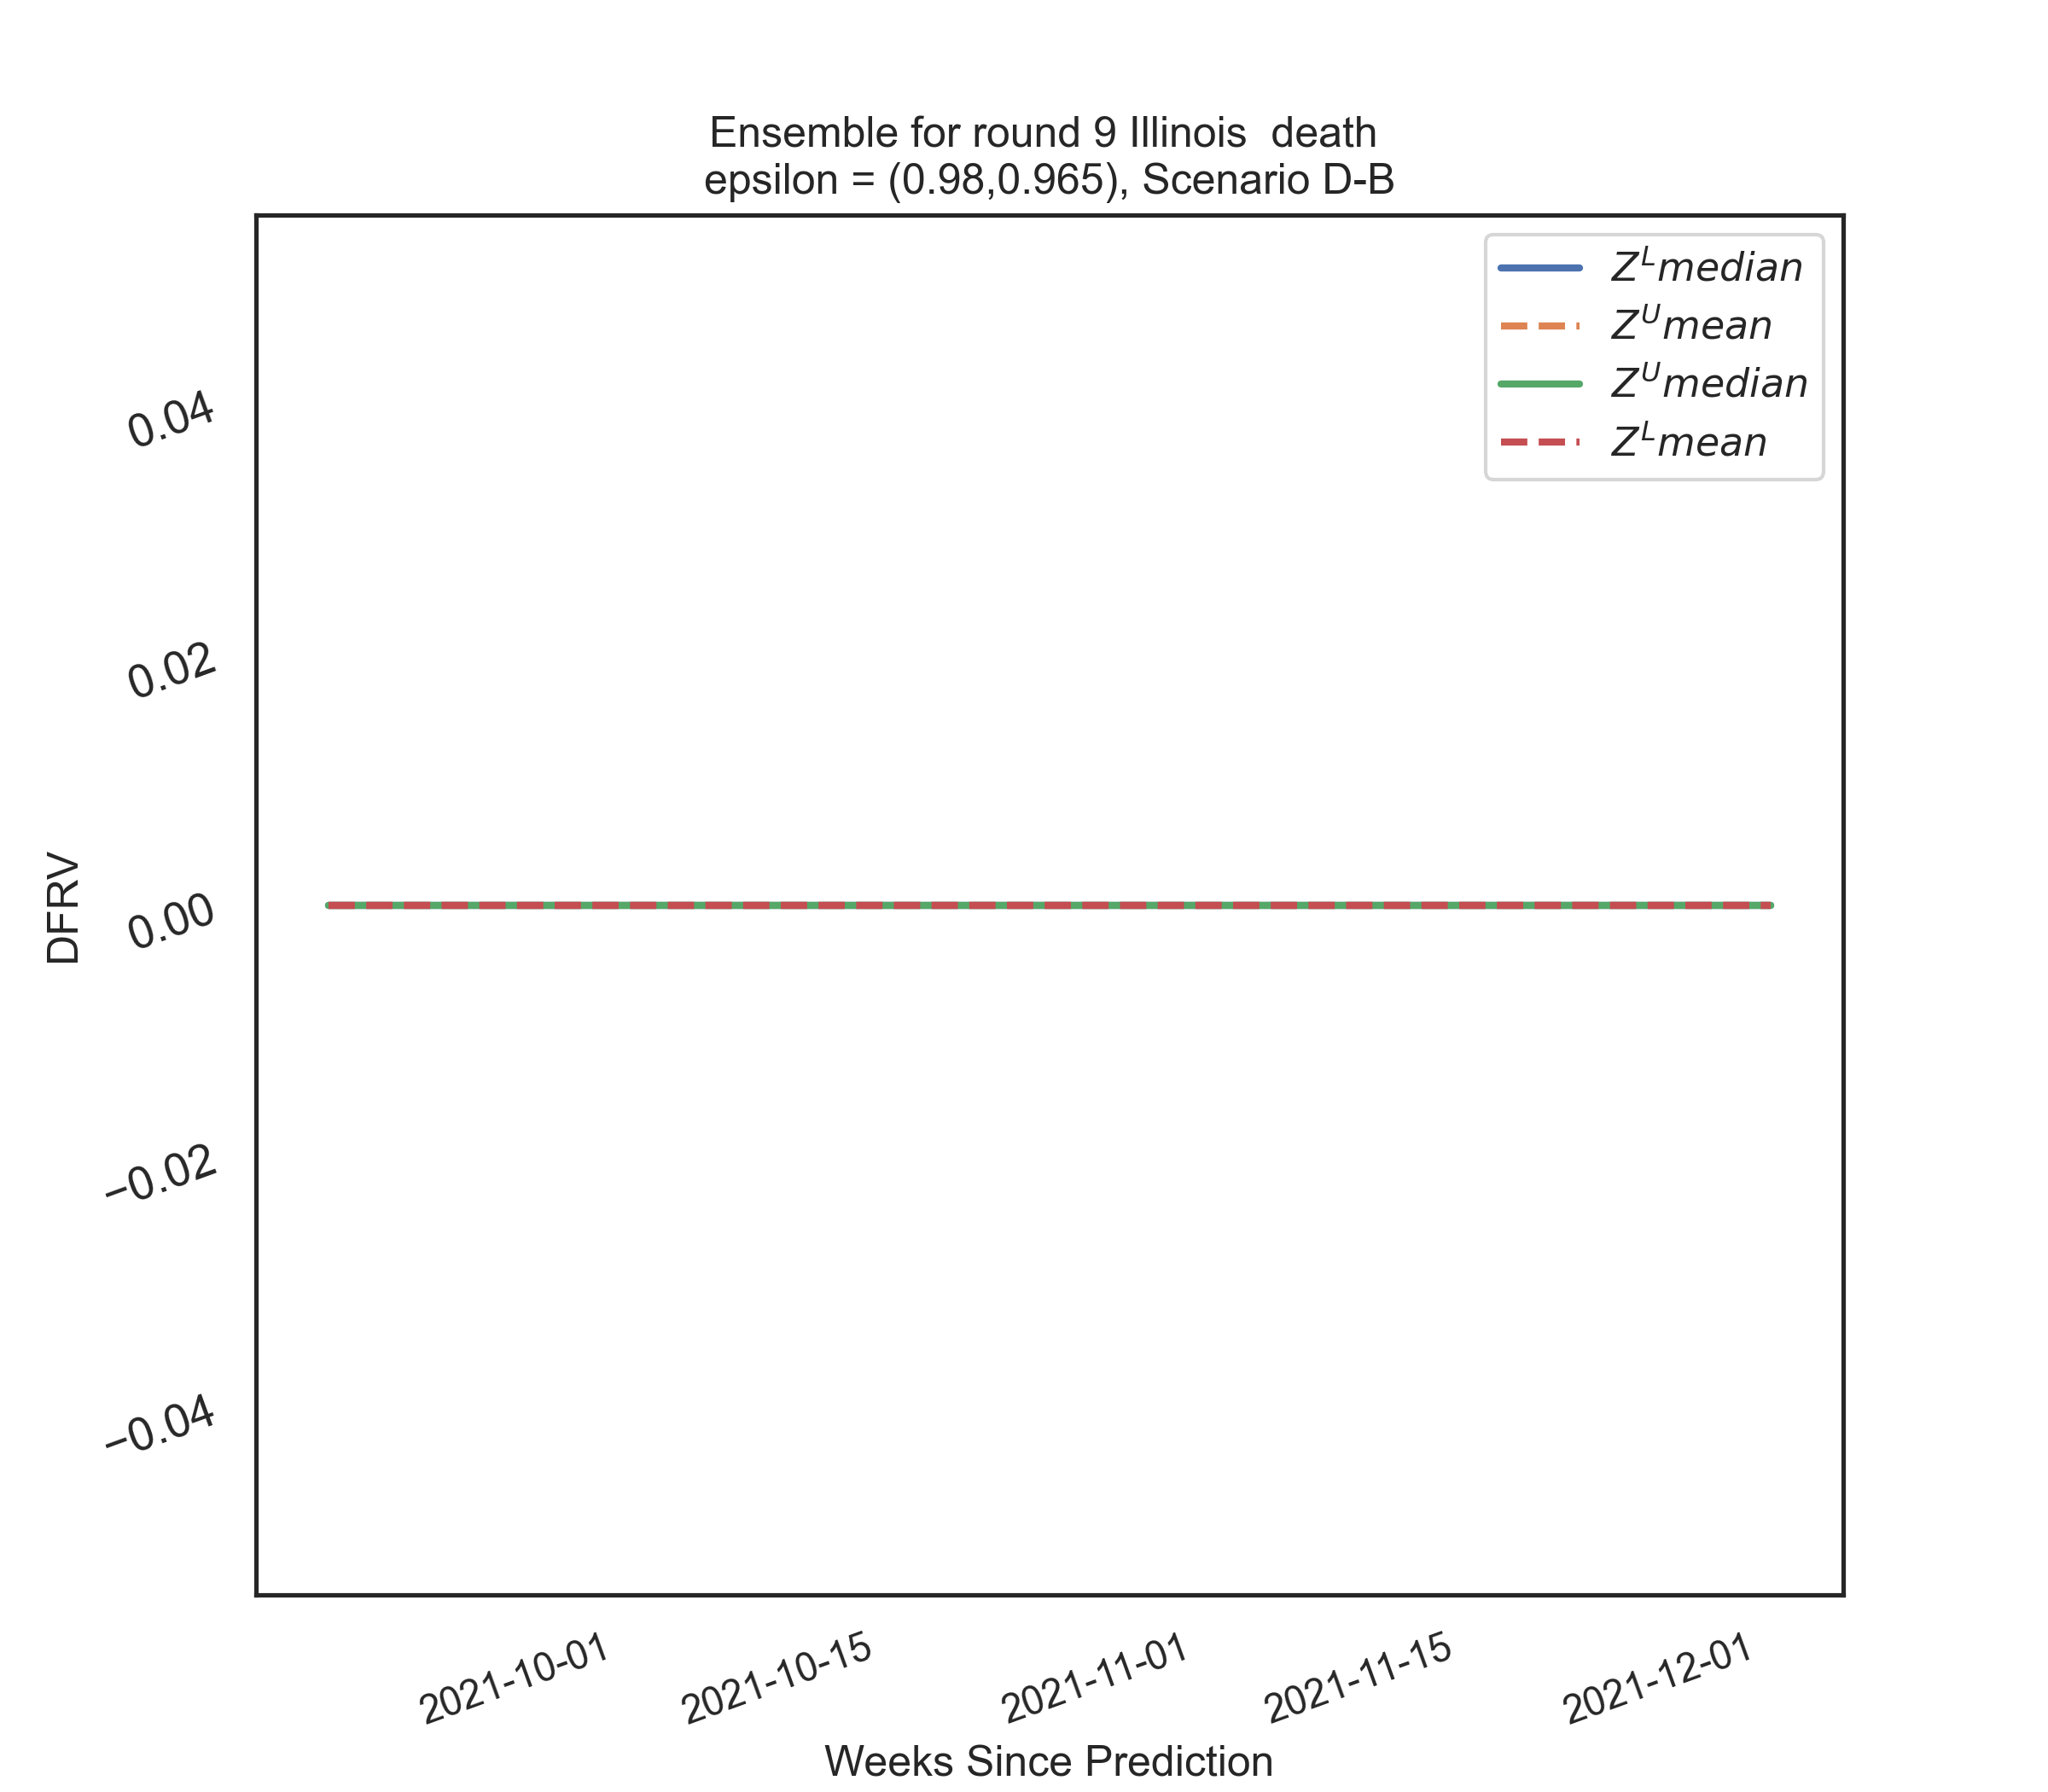 Ensemble for round 9 Illinois  death
epsilon = (0.98,0.965), Scenario D-B
Z^L median
Z^U mean
Z^U median
Z^L mean
0.04
0.02
0.00
−0.02
−0.04
DFRV
2021-10-01
2021-10-15
2021-11-01
2021-11-15
2021-12-01
Weeks Since Prediction